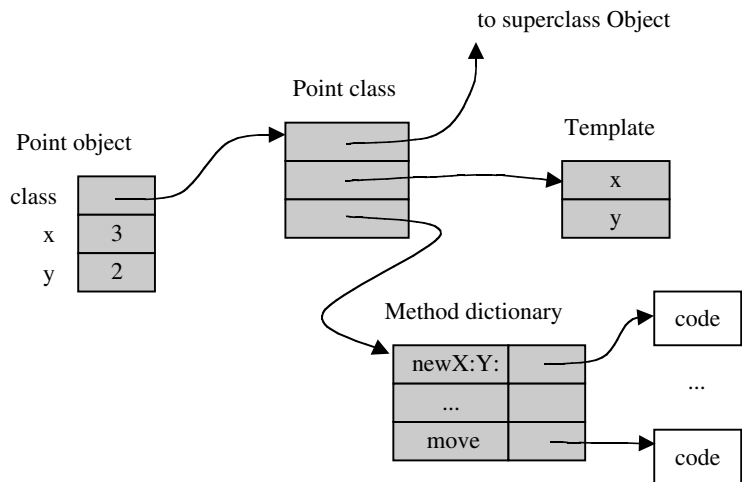 to superclass Object
Point class
Template
Point object
class
x
3
y
2
x
y
Method dictionary
newX:Y:
...
move
code
...
code